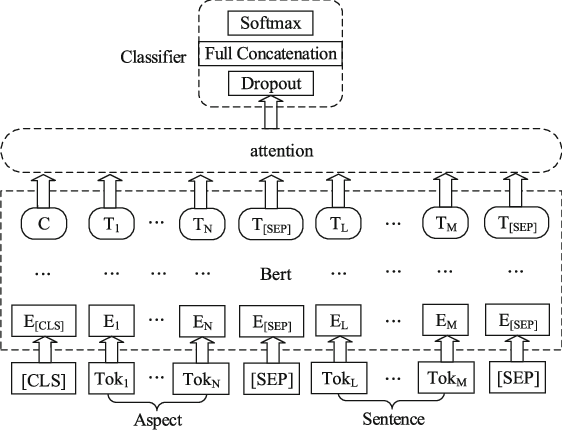 Softmax
Classifier Full Concatenation
Dropout
attention
C T1 ... TN T[SEP] TL ... TM T[SEP]
... ... ... ... Bert ... ... ... ...
E[CLS] E1 ... EN E[SEP] EL ... EM E[SEP]
[CLS] Tok1 ... TokN [SEP] TokL ... TokM [SEP]
Aspect Sentence